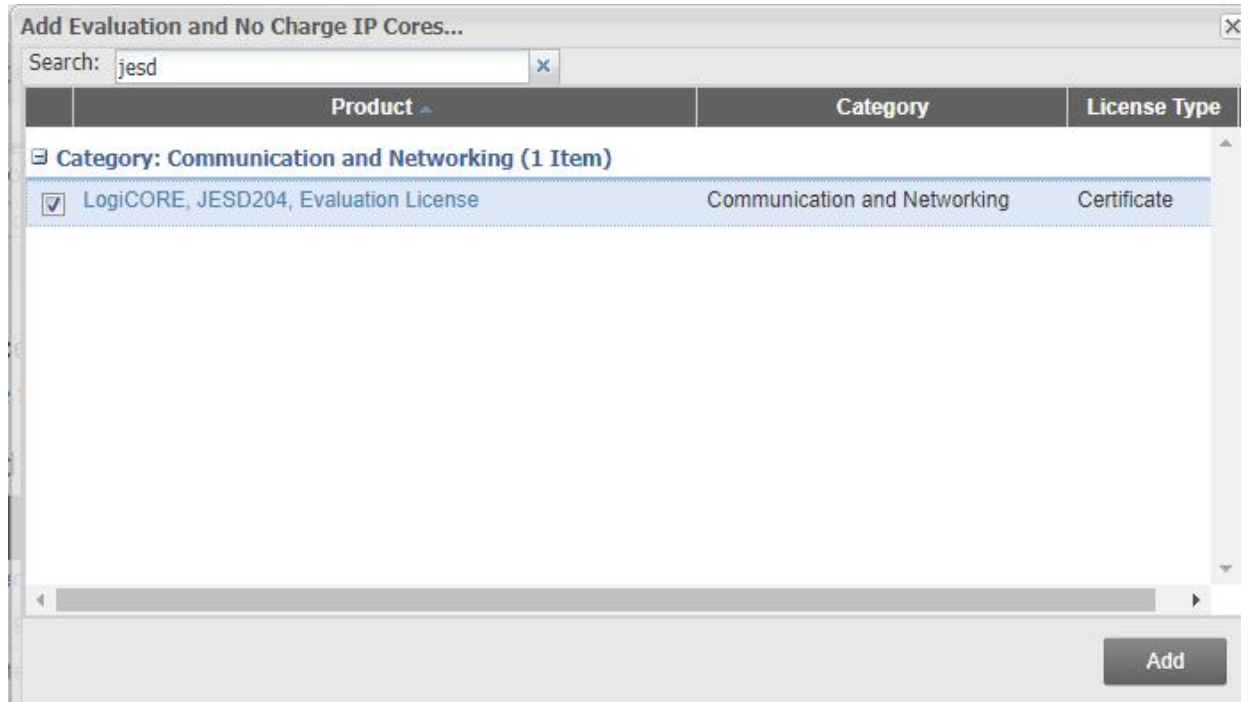 Add Evaluation and No Charge IP Cores...
Search: jesd
Product Category License Type
Category: Communication and Networking (1 Item)
LogiCORE, JESD204, Evaluation License Communication and Networking Certificate
Add